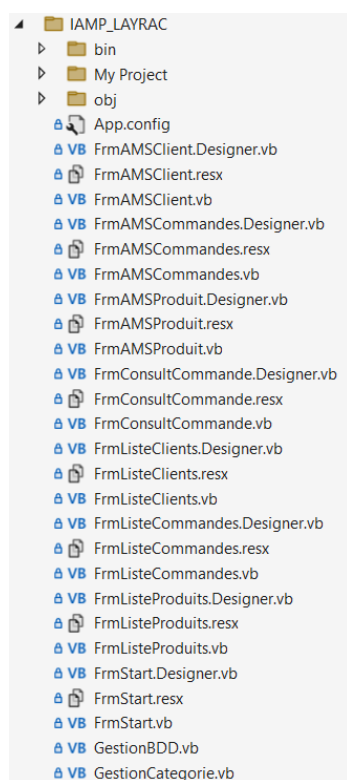 IAMP_LAYRAC
bin
My Project
obj
App.config
VB FrmAMSClient.Designer.vb
FrmAMSClient.resx
VB FrmAMSClient.vb
VB FrmAMSCommandes.Designer.vb
FrmAMSCommandes.resx
VB FrmAMSCommandes.vb
VB FrmAMSProduit.Designer.vb
FrmAMSProduit.resx
VB FrmAMSProduit.vb
VB FrmConsultCommande.Designer.vb
FrmConsultCommande.resx
VB FrmConsultCommande.vb
VB FrmListeClients.Designer.vb
FrmListeClients.resx
VB FrmListeClients.vb
VB FrmListeCommandes.Designer.vb
FrmListeCommandes.resx
VB FrmListeCommandes.vb
VB FrmListeProduits.Designer.vb
FrmListeProduits.resx
VB FrmListeProduits.vb
VB FrmStart.Designer.vb
FrmStart.resx
VB FrmStart.vb
VB GestionBDD.vb
VB GestionCategorie.vb